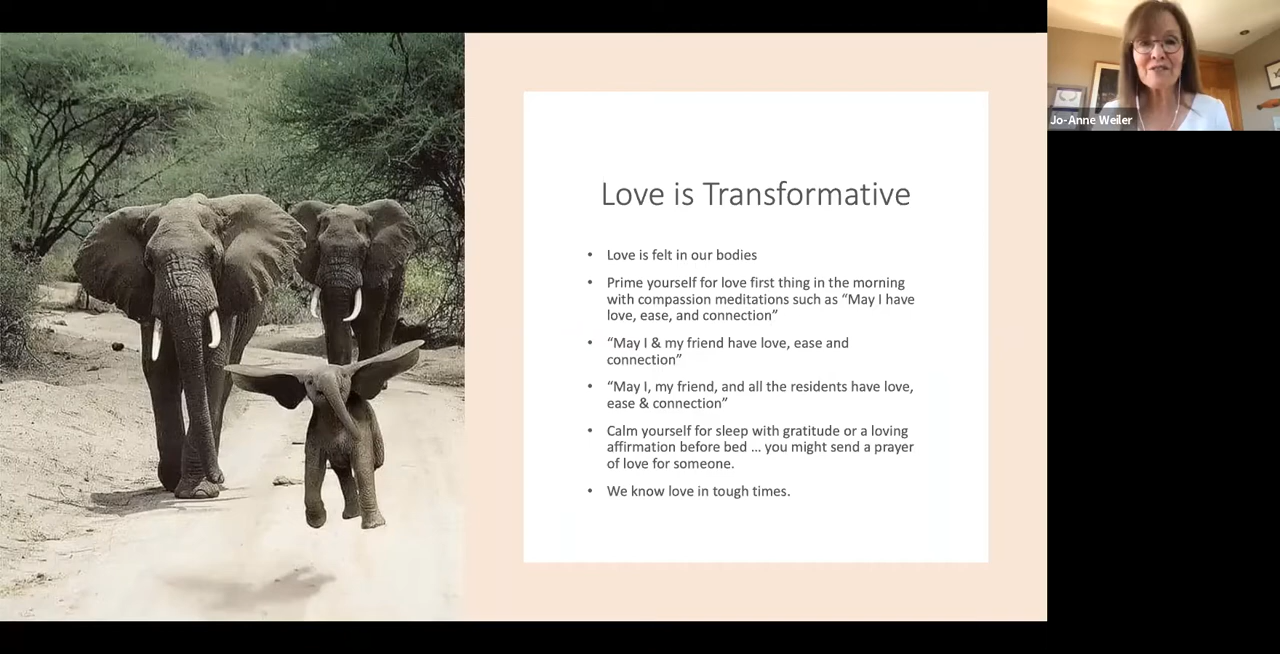 Jo-Anne Weiler
Love is Transformative
• Love is felt in our bodies
• Prime yourself for love first thing in the morning
with compassion meditations such as “May I have
love, ease, and connection”
• “May I & my friend have love, ease and
connection”
• “May I, my friend, and all the residents have love,
ease & connection”
• Calm yourself for sleep with gratitude or a loving
affirmation before bed ... you might send a prayer
of love for someone.
• We know love in tough times.